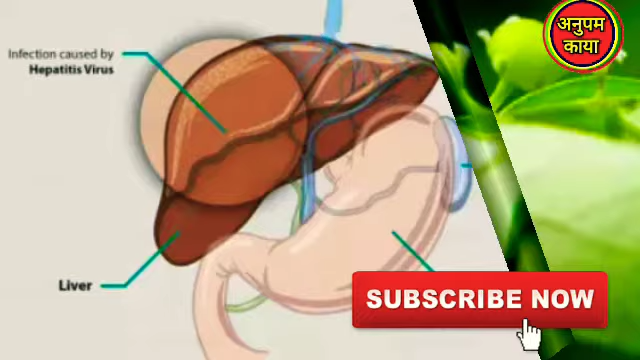 अनुपम
काया
Infection caused by
Hepatitis Virus
Liver
SUBSCRIBE NOW